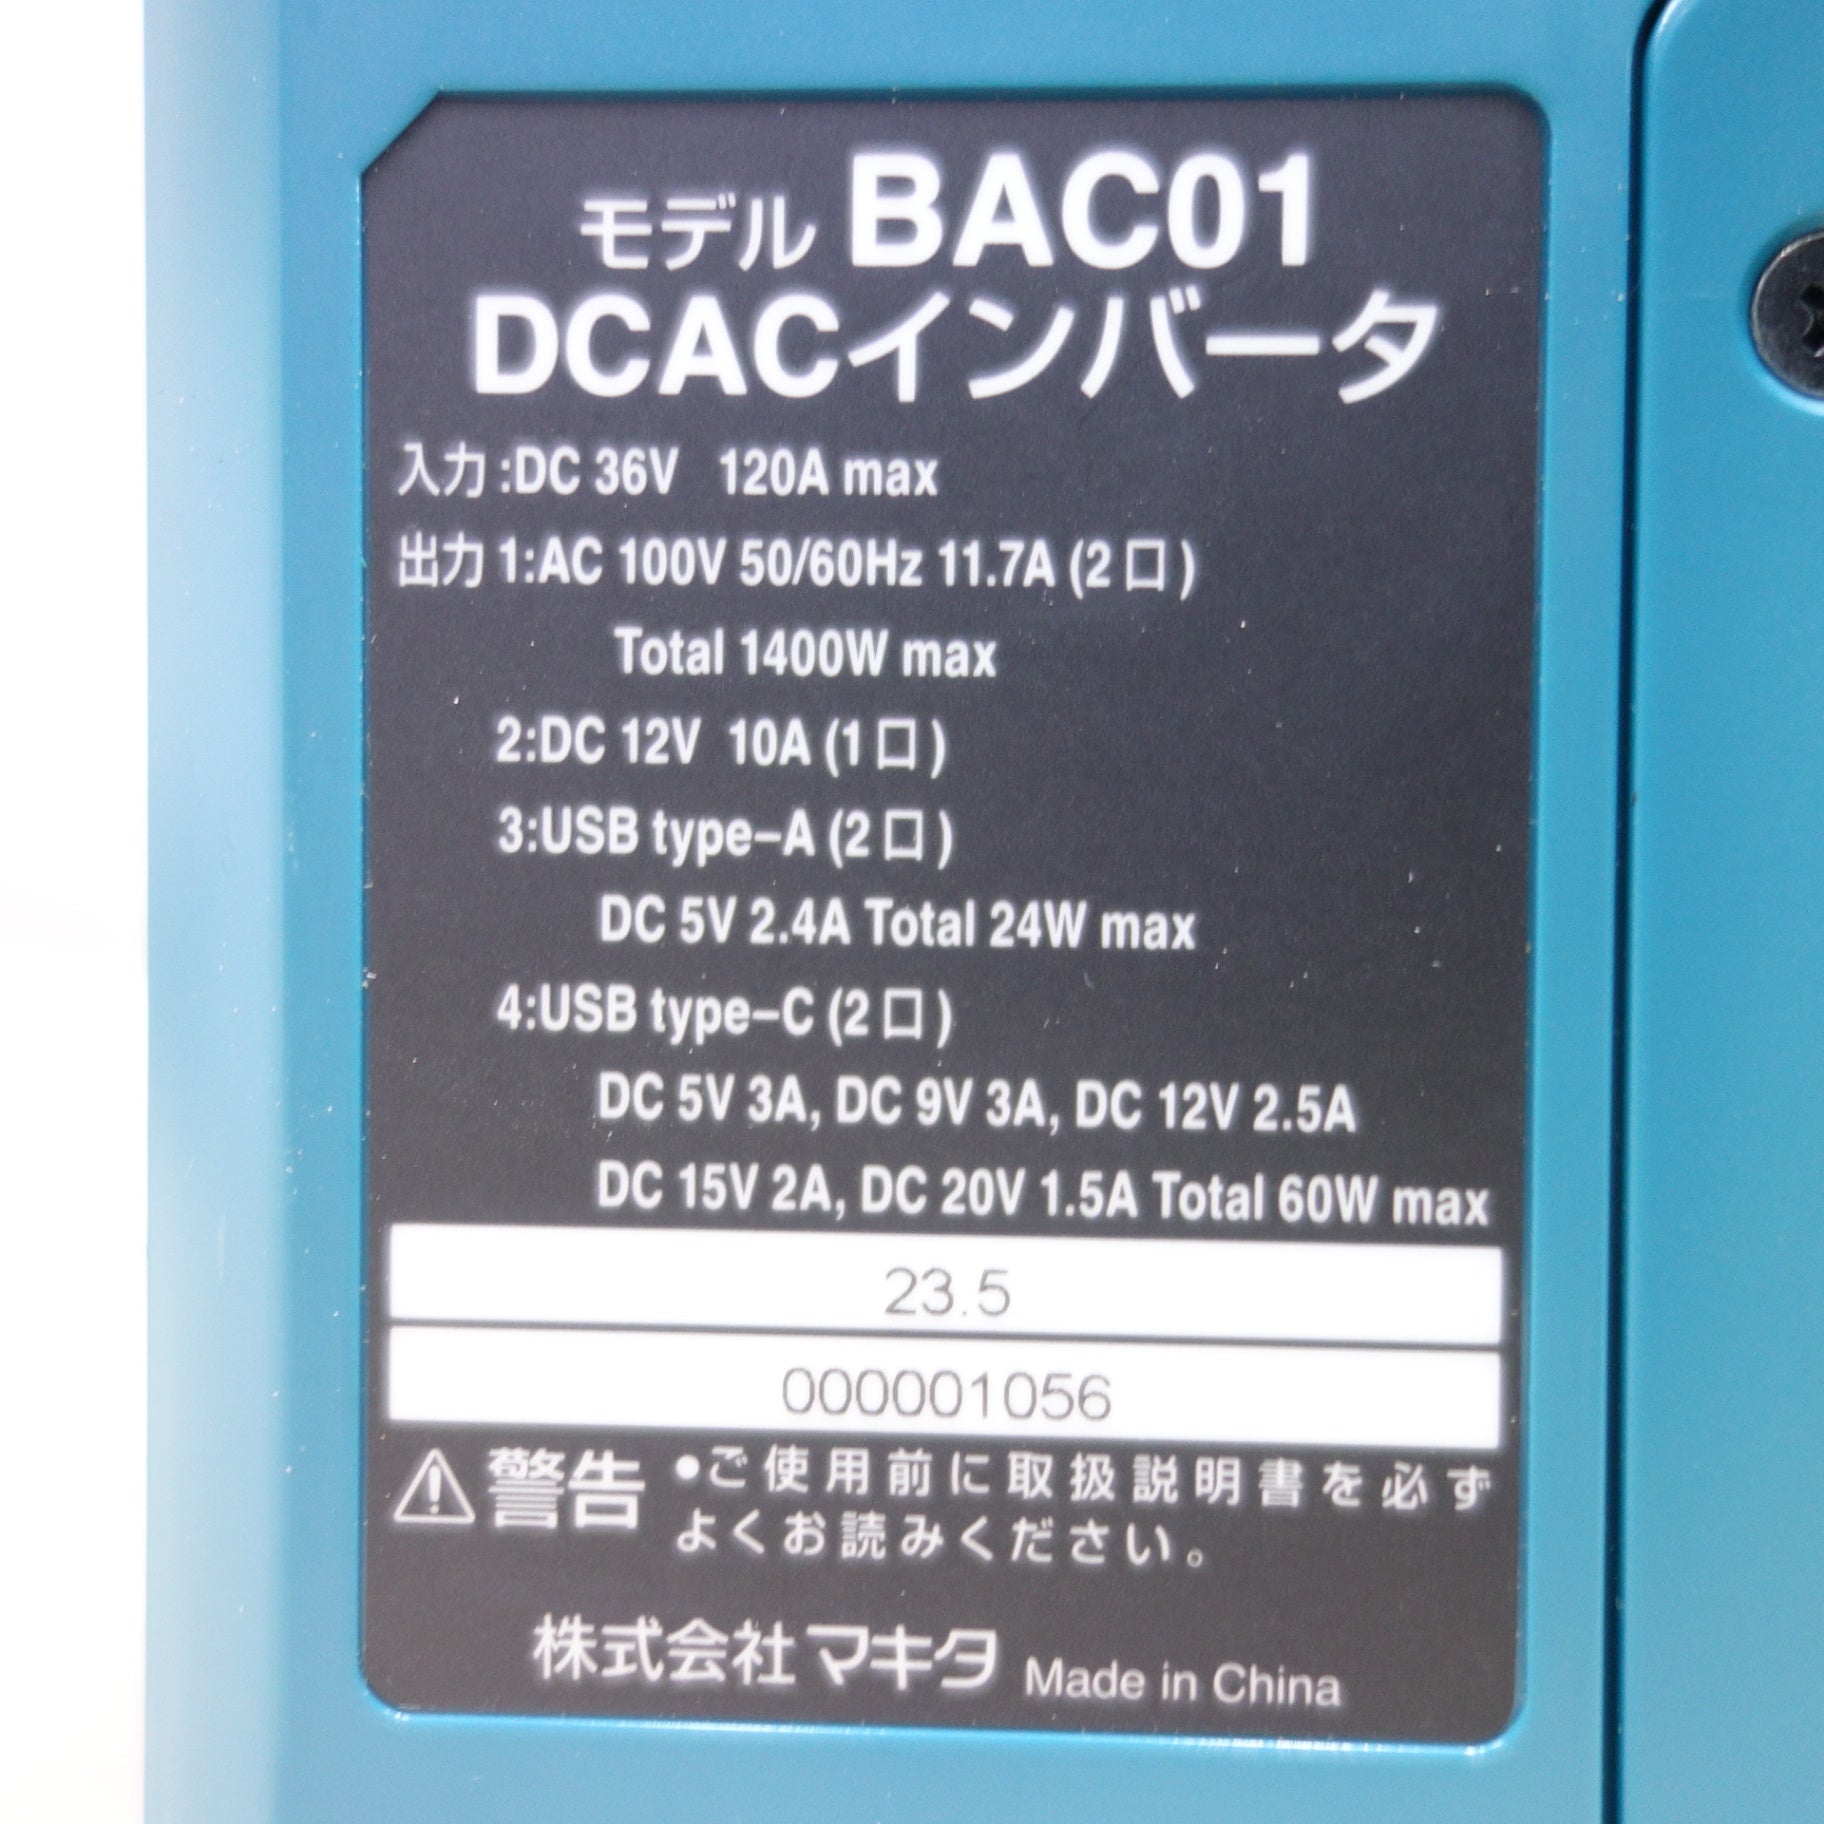 モデル BAC01
DCACインバータ
入力:DC 36V 120A max
出力 1:AC 100V 50/60Hz 11.7A (2口)
Total 1400W max
2:DC 12V 10A (1口)
3:USB type-A (2口)
DC 5V 2.4A Total 24W max
4:USB type-C (2口)
DC 5V 3A, DC 9V 3A, DC 12V 2.5A
DC 15V 2A, DC 20V 1.5A Total 60W max
23.5
000001056
警告 ●ご使用前に取扱説明書を必ず
よくお読みください。
株式会社マキタ Made in China